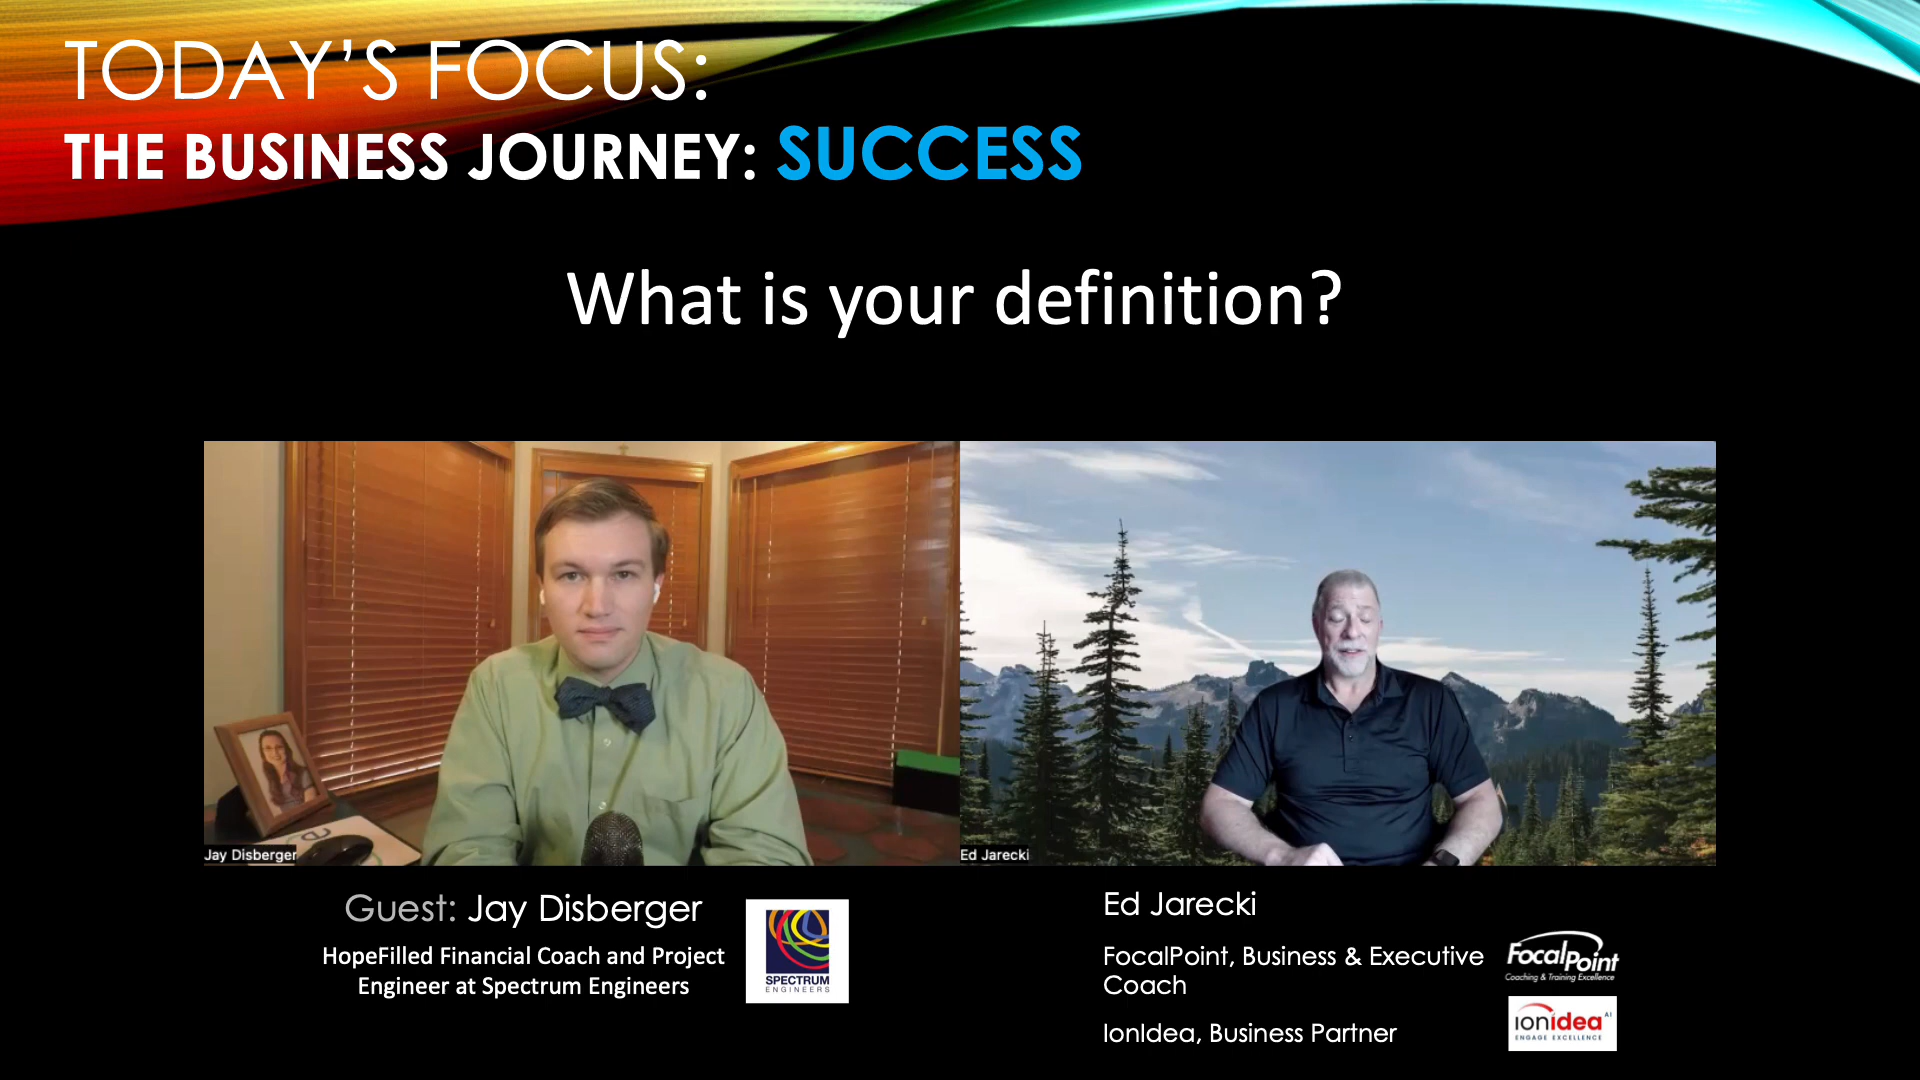 TODAY'S FOCUS:
THE BUSINESS JOURNEY: SUCCESS
What is your definition?
Jay Disberger
Ed Jarecki
Guest: Jay Disberger
HopeFilled Financial Coach and Project
Engineer at Spectrum Engineers
SPECTRUM
ENGINEERS
Ed Jarecki
FocalPoint, Business & Executive
Coach
IonIdea, Business Partner
FocalPoint
Coaching & Training Excellence
ionidea AI
ENGAGE EXCELLENCE